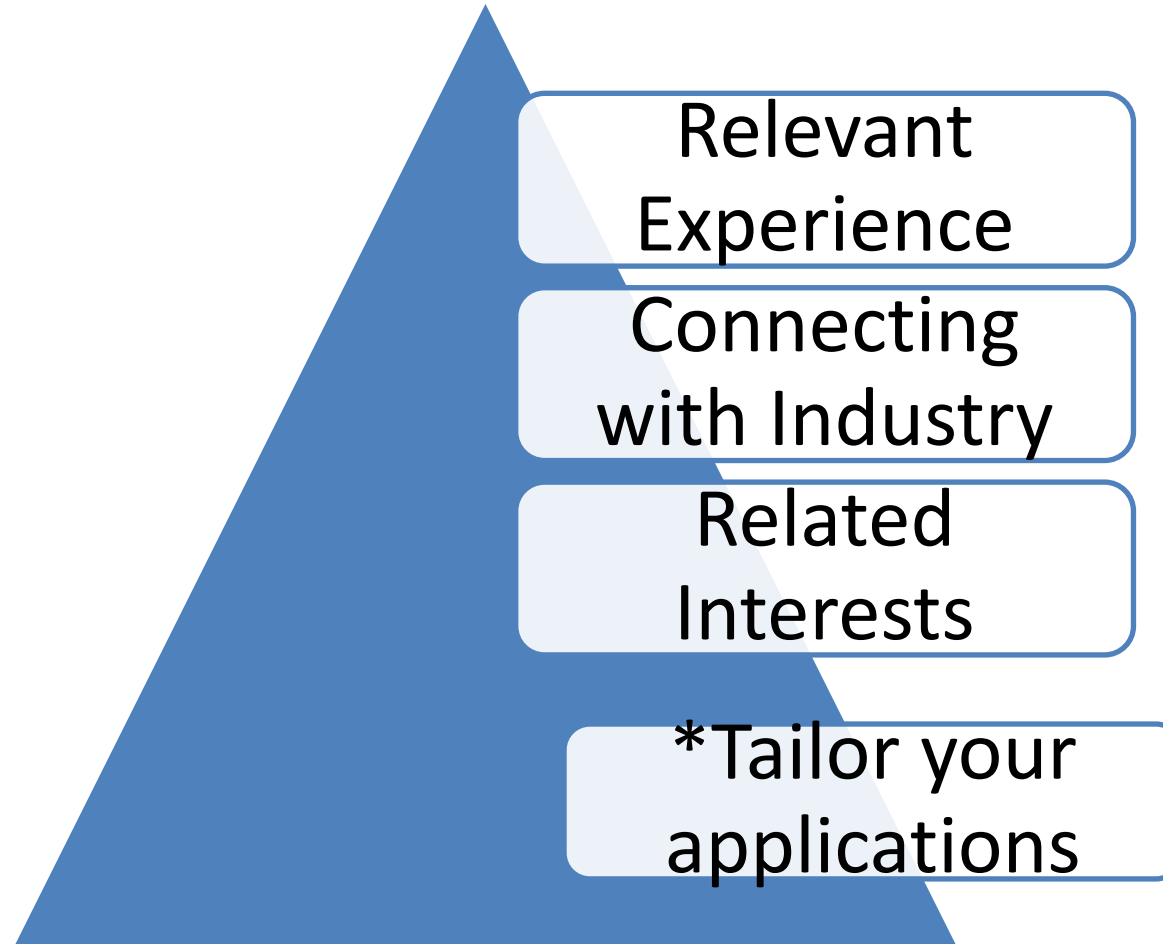 Relevant
Experience
Connecting
with Industry
Related
Interests
*Tailor your
applications